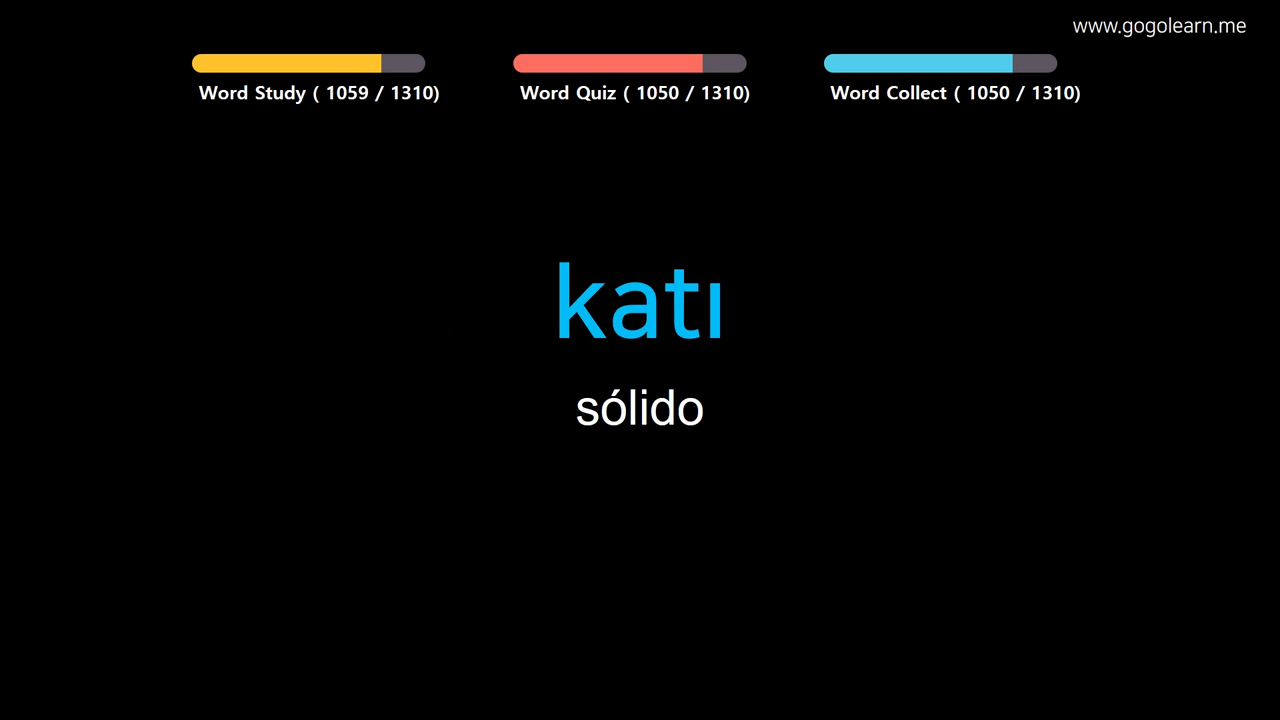 www.gogolearn.me
Word Study ( 1059 / 1310)
Word Quiz ( 1050 / 1310)
Word Collect ( 1050 / 1310)
katı
sólido